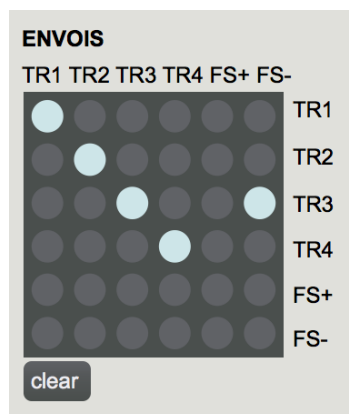 ENVOIS
TR1 TR2 TR3 TR4 FS+ FS-
TR1
TR2
TR3
TR4
FS+
FS-
clear